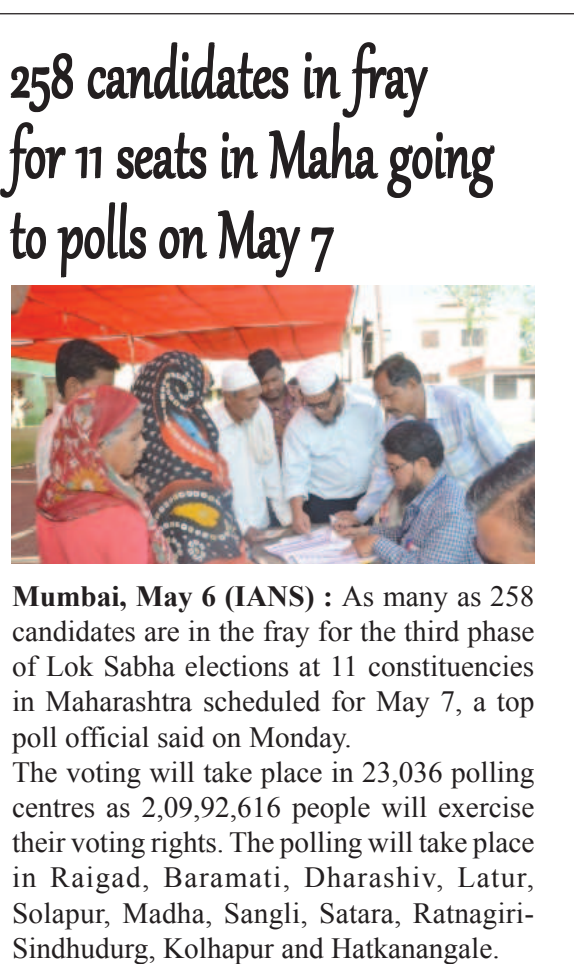 258 candidates in fray
for 11 seats in Maha going
to polls on May 7
Mumbai, May 6 (IANS) : As many as 258
candidates are in the fray for the third phase
of Lok Sabha elections at 11 constituencies
in Maharashtra scheduled for May 7, a top
poll official said on Monday.
The voting will take place in 23,036 polling
centres as 2,09,92,616 people will exercise
their voting rights. The polling will take place
in Raigad, Baramati, Dharashiv, Latur,
Solapur, Madha, Sangli, Satara, Ratnagiri-
Sindhudurg, Kolhapur and Hatkanangale.